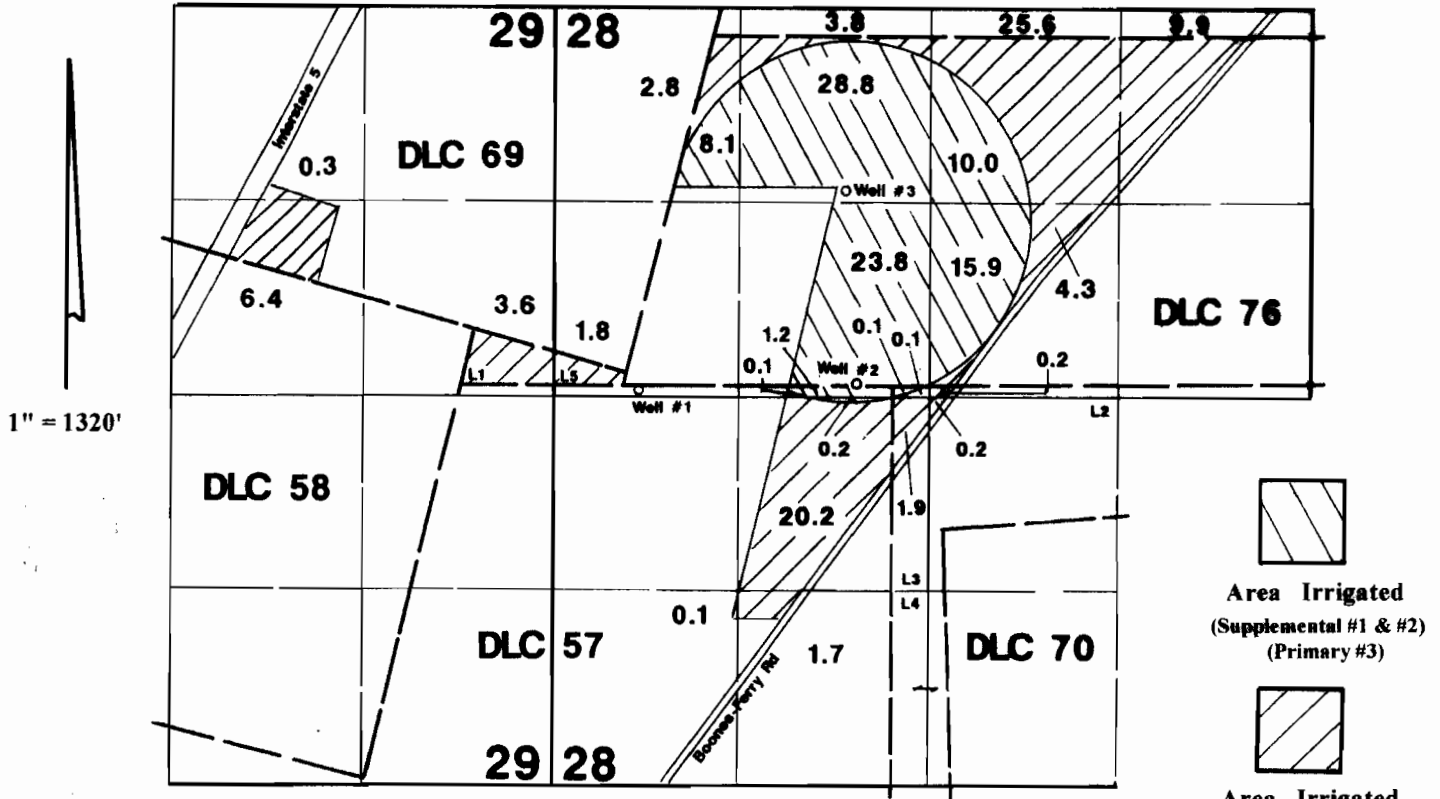 29 28
3.8
25.6
9.9
Interstate 5
2.8
28.8
8.1
0.3
DLC 69
10.0
Well #3
23.8
15.9
6.4
3.6
1.8
4.3
DLC 76
0.1
0.1
1.2
0.1
Well #2
0.2
L1
L5
Well #1
L2
1" = 1320'
0.2
0.2
DLC 58
20.2
1.9
L3
L4
Area Irrigated
(Supplemental #1 & #2)
(Primary #3)
0.1
DLC 57
1.7
DLC 70
Boones-Ferry Rd
29 28
Area Irrigated